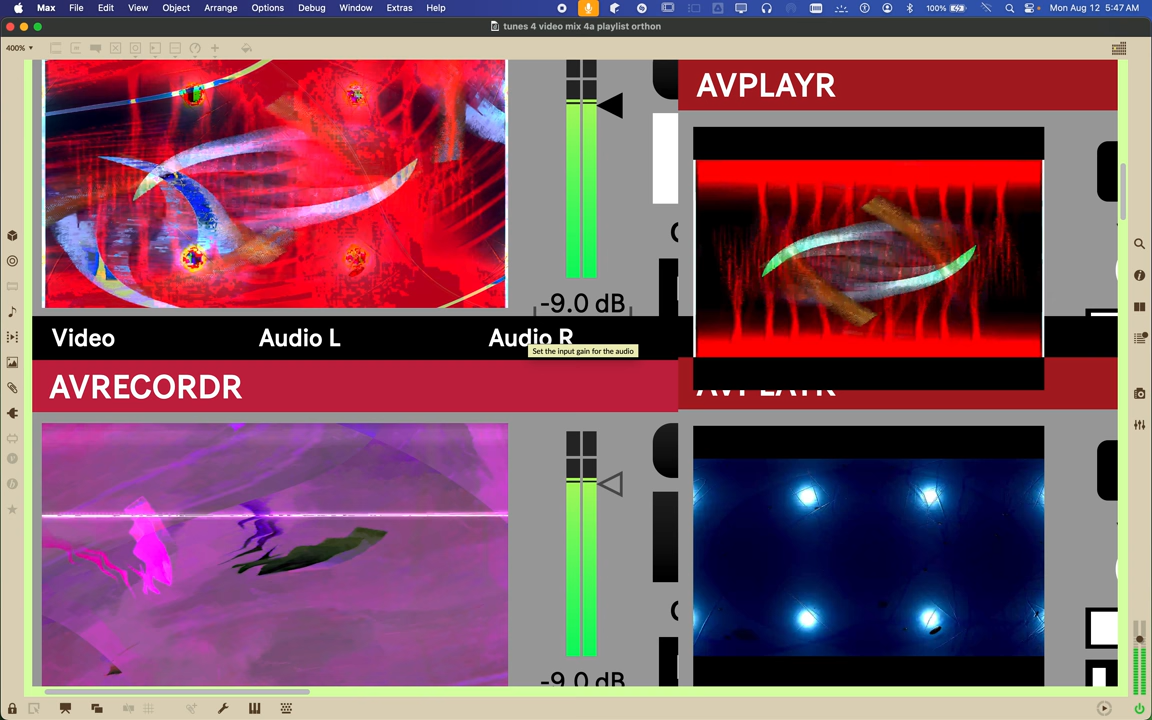 Max File Edit View Object Arrange Options Debug Window Extras Help
100% Mon Aug 12 5:47 AM
tunes 4 video mix 4a playlist orthon
400%
AVPLAYR
-9.0 dB
Video Audio L Audio R
Set the input gain for the audio
AVRECORDR
AVPLAYR
-9.0 dB